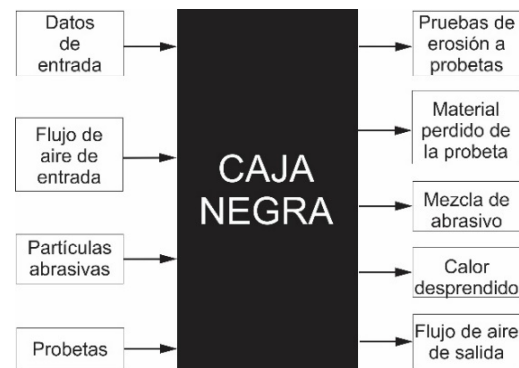 Datos
de
entrada
Flujo de
aire de
entrada
Partículas
abrasivas
Probetas
CAJA
NEGRA
Pruebas de
erosión a
probetas
Material
perdido de
la probeta
Mezcla de
abrasivo
Calor
desprendido
Flujo de aire
de salida